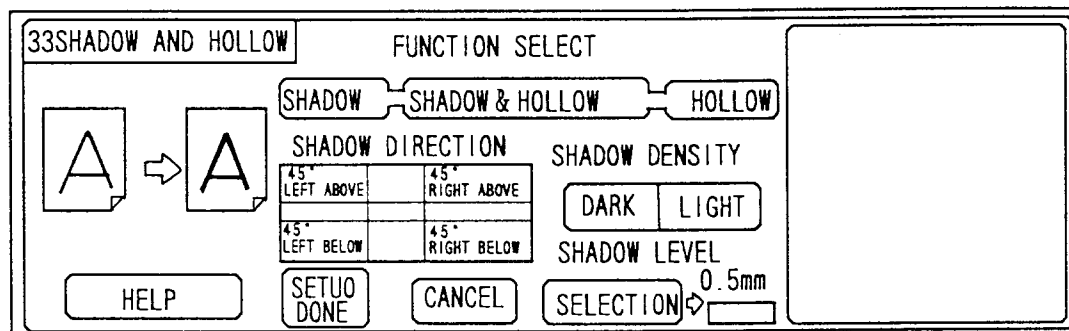 33SHADOW AND HOLLOW
FUNCTION SELECT
SHADOW SHADOW & HOLLOW HOLLOW
A A
SHADOW DIRECTION
45° LEFT ABOVE
45° RIGHT ABOVE
45° LEFT BELOW
45° RIGHT BELOW
SHADOW DENSITY
DARK LIGHT
SHADOW LEVEL
0.5mm
HELP
SETUO
DONE
CANCEL
SELECTION